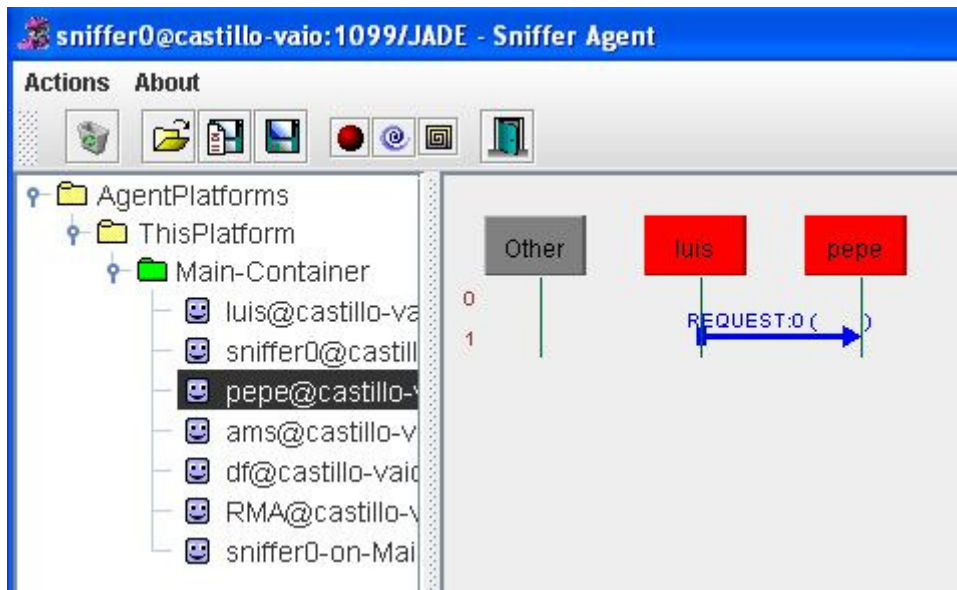 sniffer0@castillo-vaio:1099/JADE - Sniffer Agent
Actions About
AgentPlatforms
ThisPlatform
Main-Container
luis@castillo-va
sniffer0@castill
pepe@castillo-
ams@castillo-v
df@castillo-vaio
RMA@castillo-
sniffer0-on-Mai
Other luis pepe
0
REQUEST:0 ( )
1